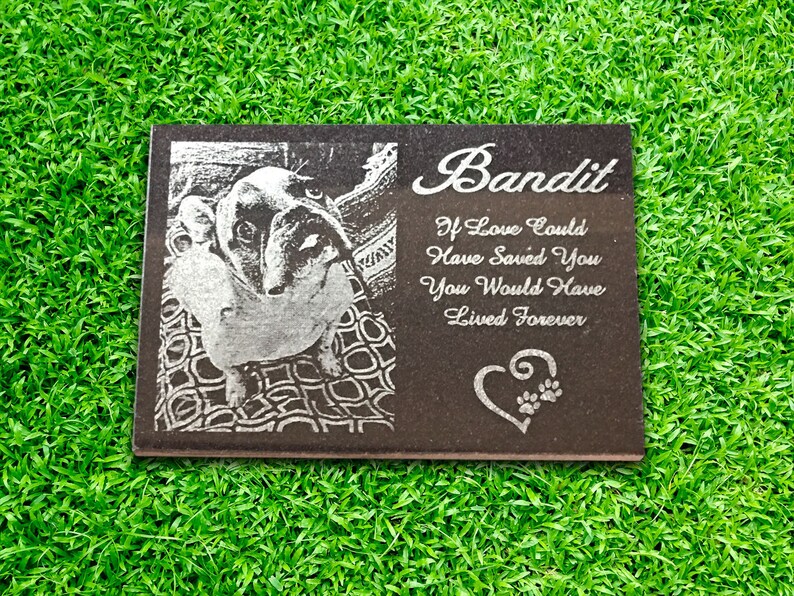 Bandit
If Love Could
Have Saved You
You Would Have
Lived Forever